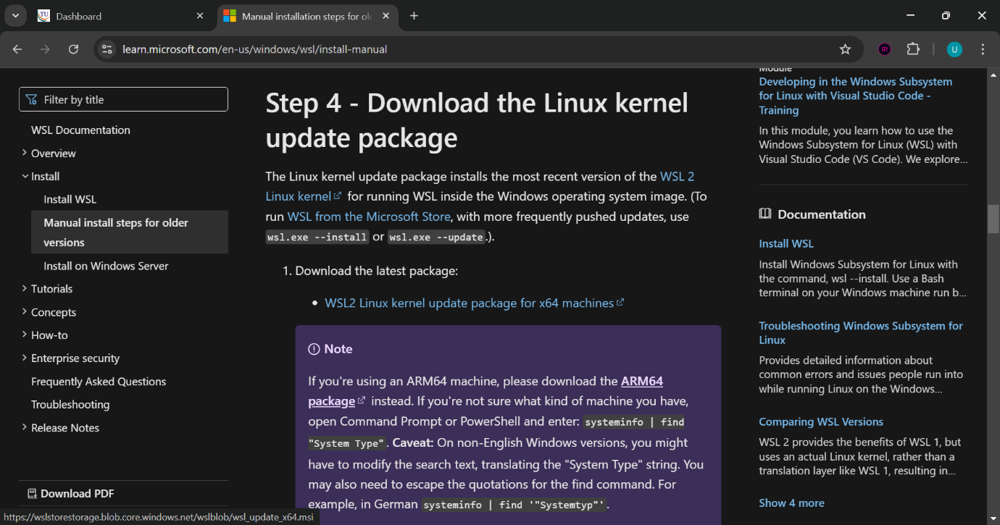 Dashboard
Manual installation steps for ol
learn.microsoft.com/en-us/windows/wsl/install-manual
U
Filter by title
WSL Documentation
Overview
Install
Install WSL
Manual install steps for older
versions
Install on Windows Server
Tutorials
Concepts
How-to
Enterprise security
Frequently Asked Questions
Troubleshooting
Release Notes
Download PDF
https://wslstorestorage.blob.core.windows.net/wslblob/wsl_update_x64.msi
Step 4 - Download the Linux kernel
update package
The Linux kernel update package installs the most recent version of the WSL 2
Linux kernel for running WSL inside the Windows operating system image. (To
run WSL from the Microsoft Store, with more frequently pushed updates, use
wsl.exe --install or wsl.exe --update.).
1. Download the latest package:
• WSL2 Linux kernel update package for x64 machines
Note
If you're using an ARM64 machine, please download the ARM64
package instead. If you're not sure what kind of machine you have,
open Command Prompt or PowerShell and enter: systeminfo | find
"System Type". Caveat: On non-English Windows versions, you might
have to modify the search text, translating the "System Type" string. You
may also need to escape the quotations for the find command. For
example, in German systeminfo | find '"Systemtyp"'.
Module
Developing in the Windows Subsystem
for Linux with Visual Studio Code -
Training
In this module, you learn how to use the
Windows Subsystem for Linux (WSL) with
Visual Studio Code (VS Code). We explore...
Documentation
Install WSL
Install Windows Subsystem for Linux with
the command, wsl --install. Use a Bash
terminal on your Windows machine run b...
Troubleshooting Windows Subsystem for
Linux
Provides detailed information about
common errors and issues people run into
while running Linux on the Windows...
Comparing WSL Versions
WSL 2 provides the benefits of WSL 1, but
uses an actual Linux kernel, rather than a
translation layer like WSL 1, resulting in...
Show 4 more